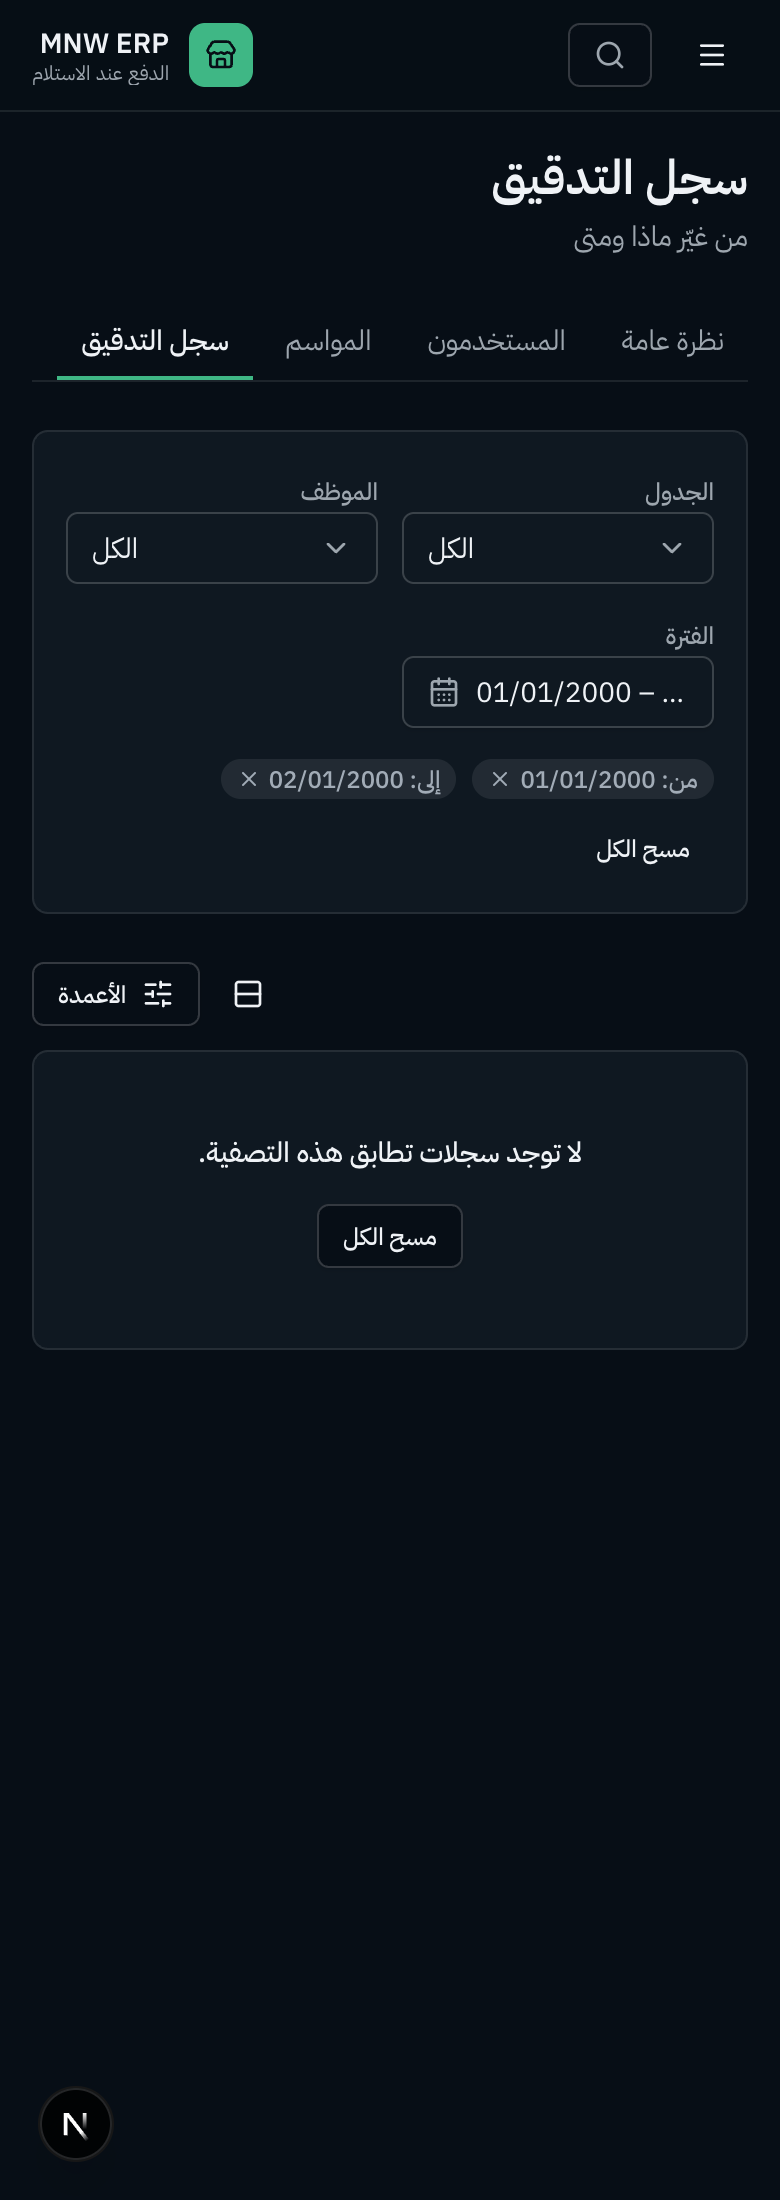 MNW ERP
الدفع عند الاستلام
سجل التدقيق
من غيّر ماذا ومتى
نظرة عامة
المستخدمون
المواسم
سجل التدقيق
الجدول
الموظف
الكل
الكل
الفترة
01/01/2000 – ...
من: 01/01/2000
إلى: 02/01/2000
مسح الكل
الأعمدة
لا توجد سجلات تطابق هذه التصفية.
مسح الكل
N